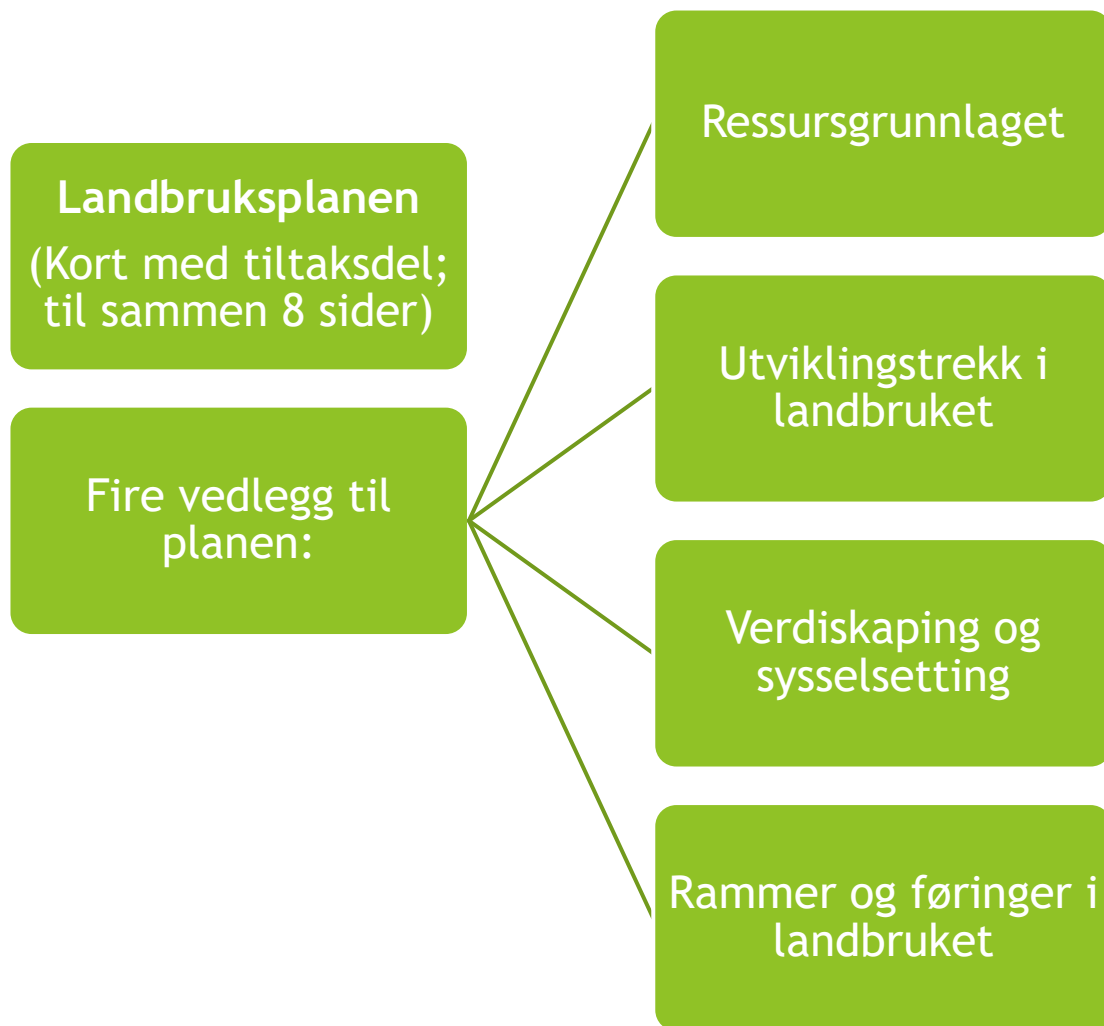 Landbruksplanen
(Kort med tiltaksdel;
til sammen 8 sider)
Fire vedlegg til
planen:
Ressursgrunnlaget
Utviklingstrekk i
landbruket
Verdiskaping og
sysselsetting
Rammer og føringer i
landbruket